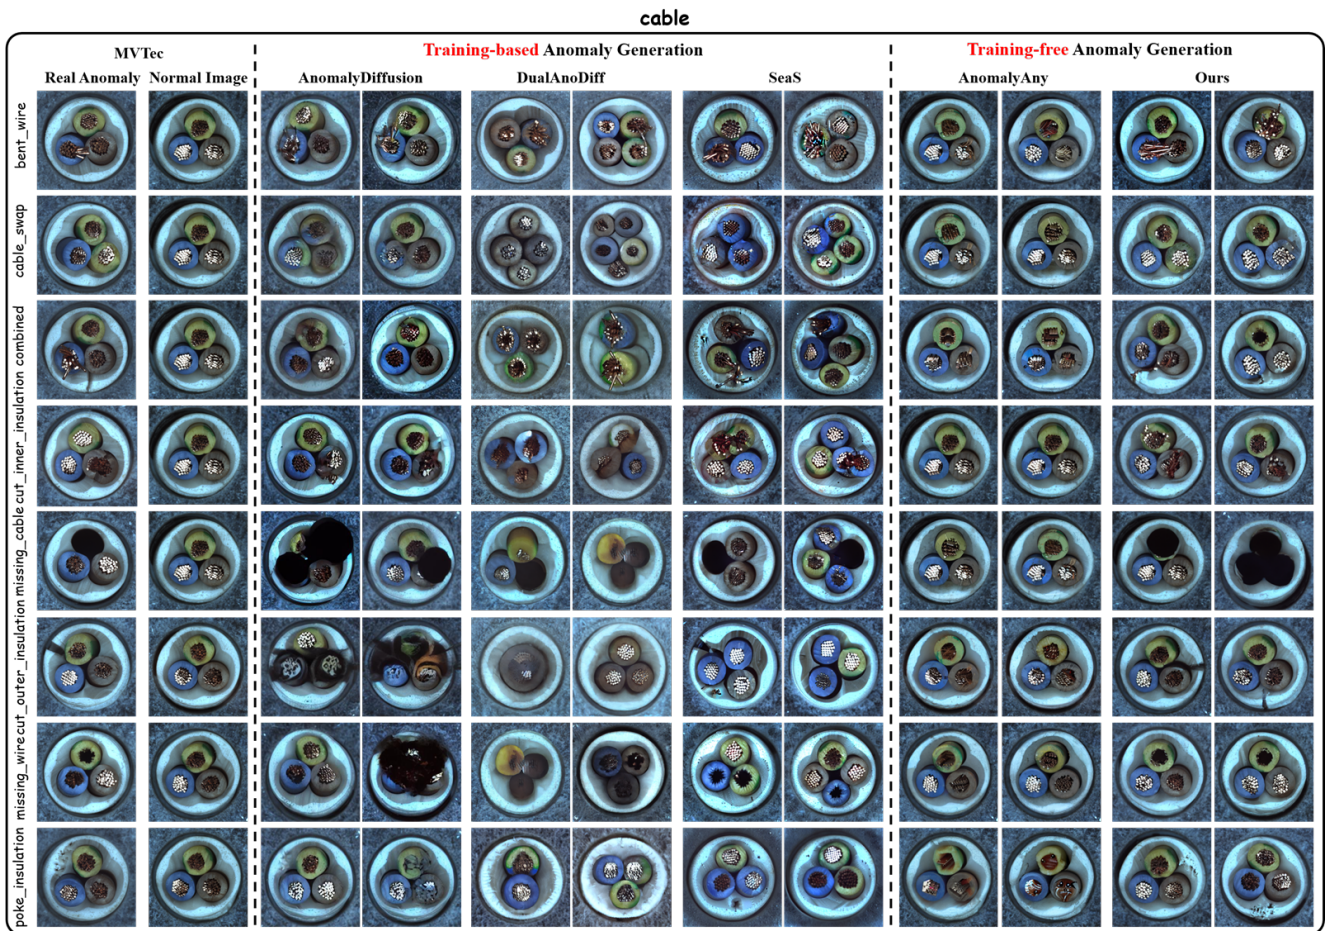 cable
MVTec
Training-based Anomaly Generation
Training-free Anomaly Generation
Real Anomaly
Normal Image
AnomalyDiffusion
DualAnoDiff
SeaS
AnomalyAny
Ours
bent_wire
cable_swap
combined
cut_inner_insulation
missing_cable
cut_outer_insulation
missing_wire
poke_insulation